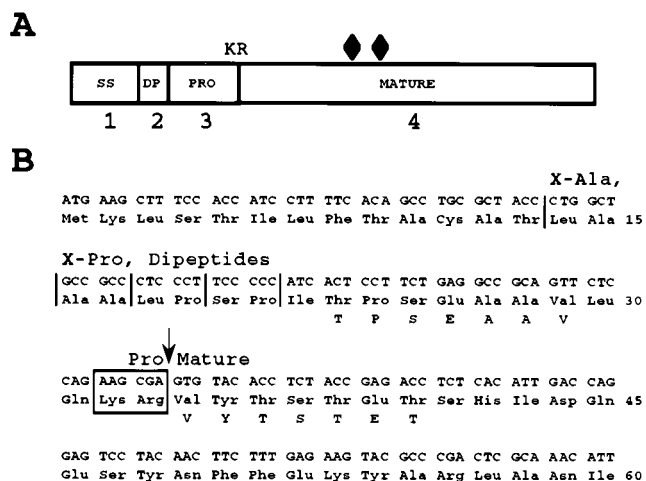 A
KR
SS DP PRO MATURE
1 2 3 4
B
X-Ala,
ATG AAG CTT TCC ACC ATC CTT TTC ACA GCC TGC GCT ACC CTG GCT
Met Lys Leu Ser Thr Ile Leu Phe Thr Ala Cys Ala Thr Leu Ala 15
X-Pro, Dipeptides
GCC GCC CTC CCT TCC CCC ATC ACT CCT TCT GAG GCC GCA GTT CTC
Ala Ala Leu Pro Ser Pro Ile Thr Pro Ser Glu Ala Ala Val Leu 30
T P S E A A V
Pro Mature
CAG AAG CGA GTG TAC ACC TCT ACC GAG ACC TCT CAC ATT GAC CAG
Gln Lys Arg Val Tyr Thr Ser Thr Glu Thr Ser His Ile Asp Gln 45
V Y T S T E T
GAG TCC TAC AAC TTC TTT GAG AAG TAC GCC CGA CTC GCA AAC ATT
Glu Ser Tyr Asn Phe Phe Glu Lys Tyr Ala Arg Leu Ala Asn Ile 60